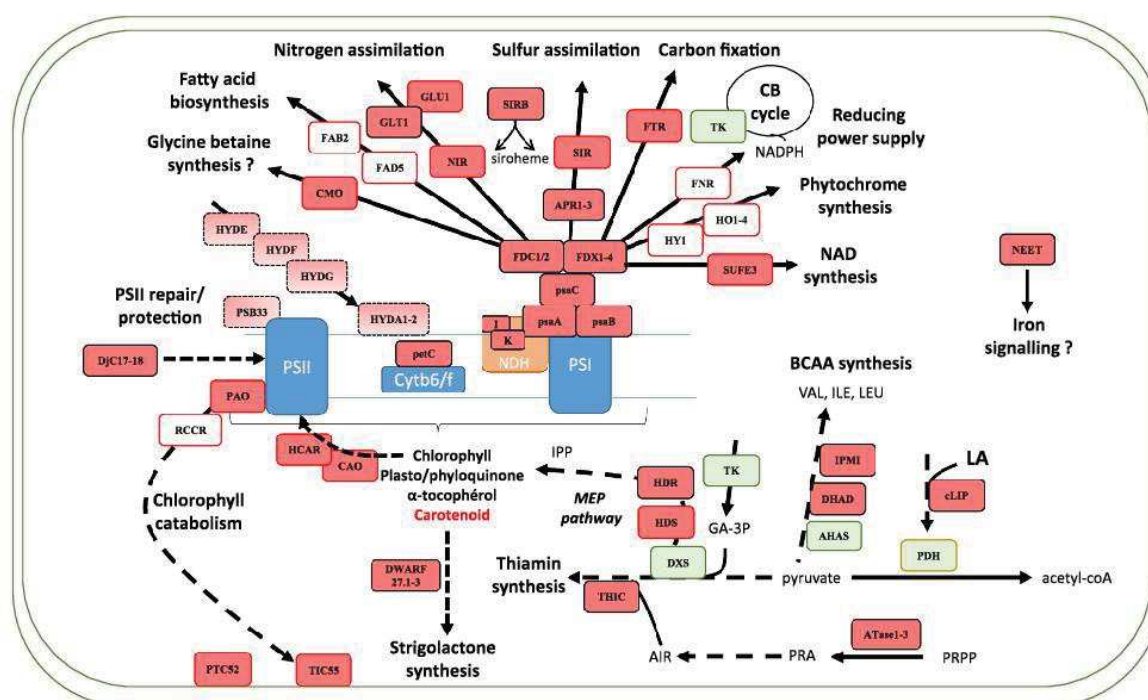 Nitrogen assimilation
Sulfur assimilation
Carbon fixation
Fatty acid
biosynthesis
GLU1
GLT1
SIRB
siroheme
SIR
FTR
TK
CB
cycle
NADPH
Reducing
power supply
FAB2
FAD5
NIR
Glycine betaine
synthesis ?
CMO
APR1-3
FNR
HO1-4
HY1
Phytochrome
synthesis
HYDE
HYDF
HYDG
HYDA1-2
FDC1/2
FDX1-4
SUFE3
NAD
synthesis
NEET
Iron
signalling ?
psaC
psaA
psaB
PSII repair/
protection
PSB33
DjC17-18
PSII
petC
Cytb6/f
I
K
NDH
PSI
PAO
RCCR
HCAR
CAO
Chlorophyll
Plasto/phylloquinone
α-tocophérol
Carotenoid
Chlorophyll
catabolism
IPP
MEP
pathway
HDR
HDS
DXS
TK
GA-3P
BCAA synthesis
VAL, ILE, LEU
IPMI
DHAD
AHAS
LA
cLIP
PDH
Thiamin
synthesis
THIC
pyruvate
acetyl-coA
DWARF
27.1-3
Strigolactone
synthesis
AIR
PRA
ATase1-3
PRPP
PTC52
TIC55